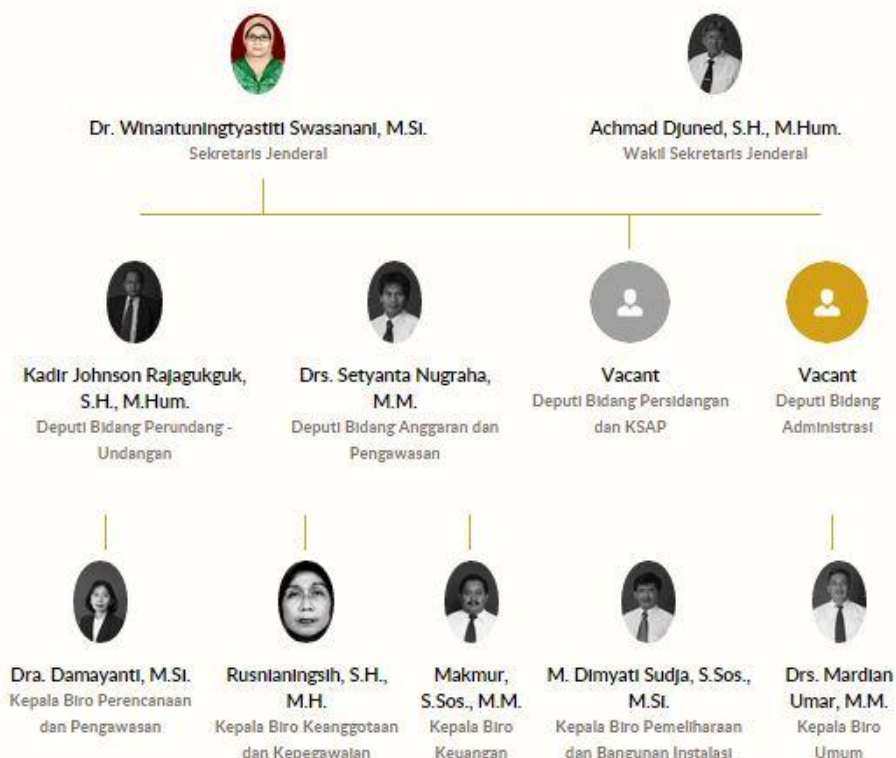 Dr. Winantuningtyastiti Swasanani, M.Si.
Sekretaris Jenderal
Achmad Djuned, S.H., M.Hum.
Wakil Sekretaris Jenderal
Kadir Johnson Rajagukguk,
S.H., M.Hum.
Deputi Bidang Perundang -
Undangan
Drs. Setyanta Nugraha,
M.M.
Deputi Bidang Anggaran dan
Pengawasan
Vacant
Deputi Bidang Persidangan
dan KSAP
Vacant
Deputi Bidang
Administrasi
Dra. Damayanti, M.Si.
Kepala Biro Perencanaan
dan Pengawasan
Rusnianingsih, S.H.,
M.H.
Kepala Biro Keanggotaan
dan Kepegawaian
Makmur,
S.Sos., M.M.
Kepala Biro
Keuangan
M. Dimyati Sudja, S.Sos.,
M.Si.
Kepala Biro Pemeliharaan
dan Bangunan Instalasi
Drs. Mardian
Umar, M.M.
Kepala Biro
Umum